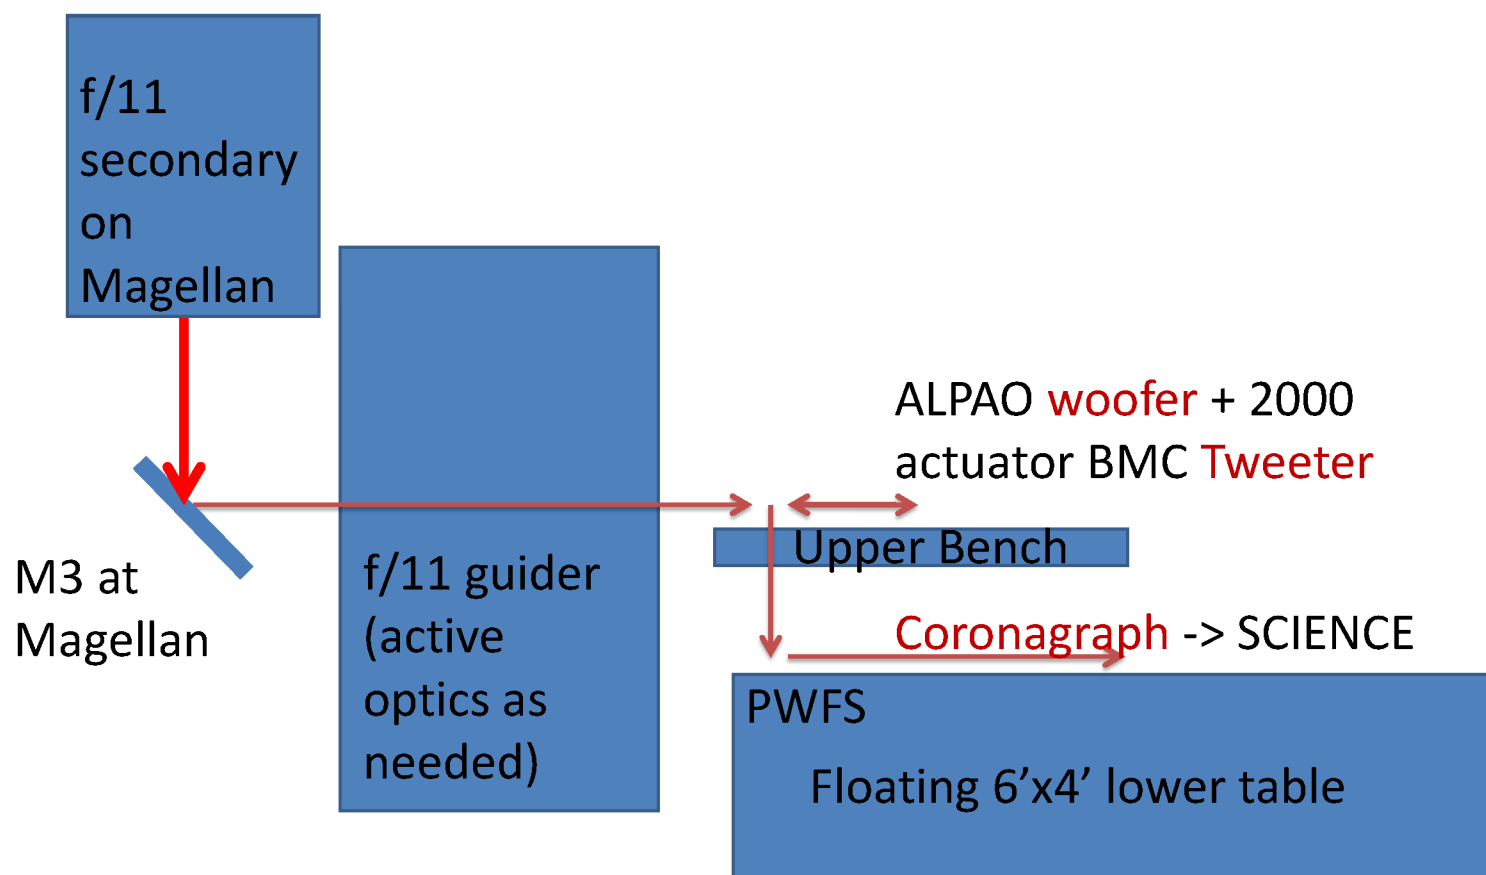 f/11
secondary
on
Magellan
M3 at
Magellan
f/11 guider
(active
optics as
needed)
ALPAO woofer + 2000
actuator BMC Tweeter
Upper Bench
Coronagraph -> SCIENCE
PWFS
Floating 6’x4’ lower table